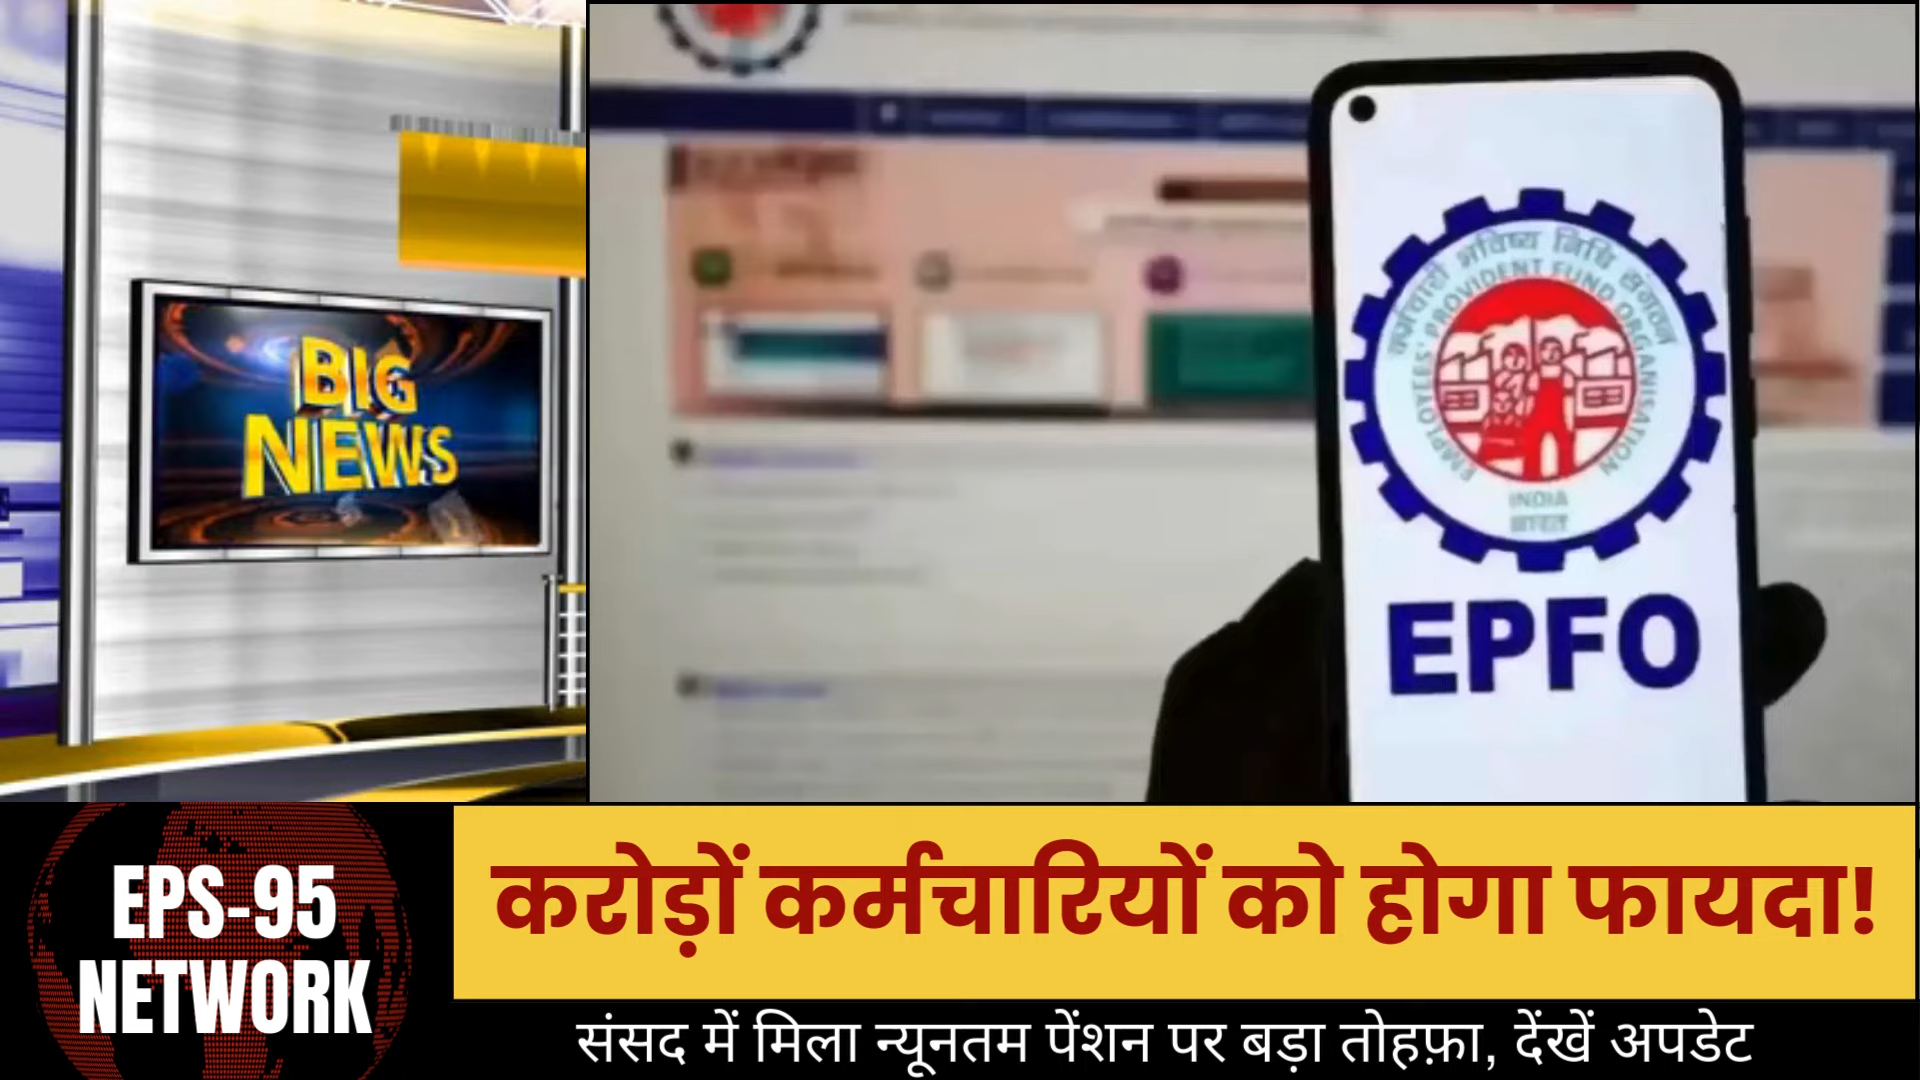 BIG
NEWS
कर्मचारी भविष्य निधि संगठन
EMPLOYEES' PROVIDENT FUND ORGANISATION
INDIA
भारत
EPFO
EPS-95
NETWORK
करोड़ों कर्मचारियों को होगा फायदा!
संसद में मिला न्यूनतम पेंशन पर बड़ा तोहफ़ा, देंखें अपडेट